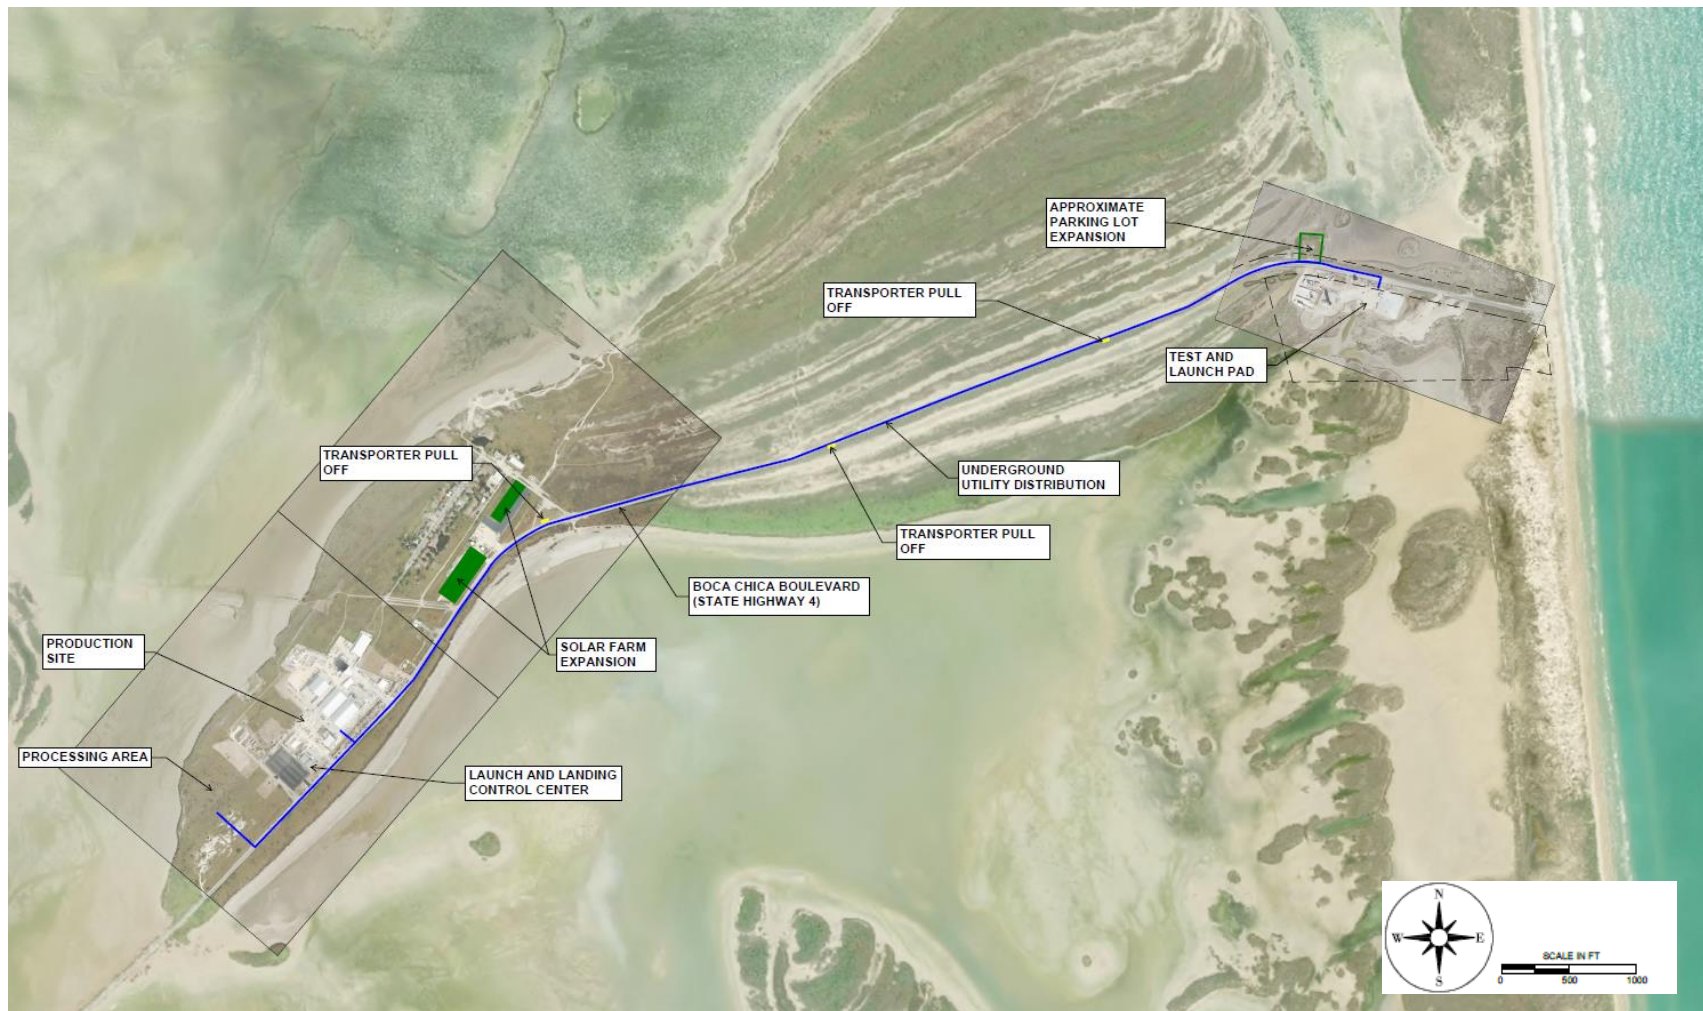 APPROXIMATE
PARKING LOT
EXPANSION
TRANSPORTER PULL
OFF
TEST AND
LAUNCH PAD
TRANSPORTER PULL
OFF
UNDERGROUND
UTILITY DISTRIBUTION
TRANSPORTER PULL
OFF
BOCA CHICA BOULEVARD
(STATE HIGHWAY 4)
PRODUCTION
SITE
SOLAR FARM
EXPANSION
PROCESSING AREA
LAUNCH AND LANDING
CONTROL CENTER
N
W E
S
SCALE IN FT
0 500 1000